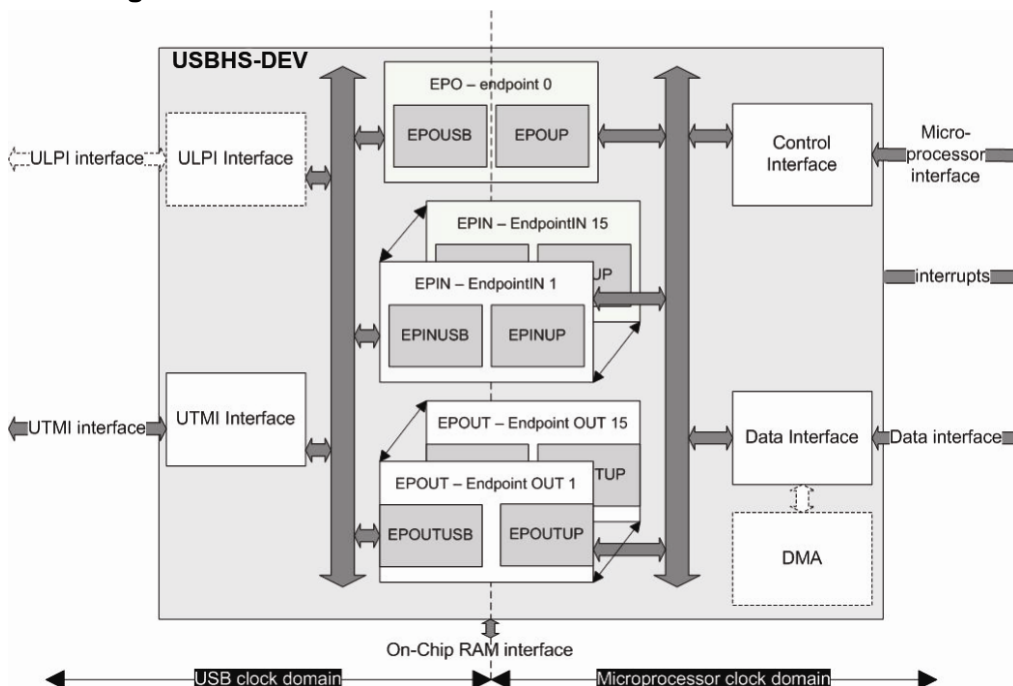 USBHS-DEV
EPO – endpoint 0
EPOUSB
EPOUP
ULPI interface
ULPI Interface
Control
Interface
Micro-
processor
interface
EPIN – EndpointIN 15
UP
EPIN – EndpointIN 1
EPINUSB
EPINUP
interrupts
UTMI interface
UTMI Interface
EPOUT – Endpoint OUT 15
TUP
EPOUT – Endpoint OUT 1
EPOUTUSB
EPOUTUP
Data Interface
Data interface
DMA
On-Chip RAM interface
USB clock domain
Microprocessor clock domain